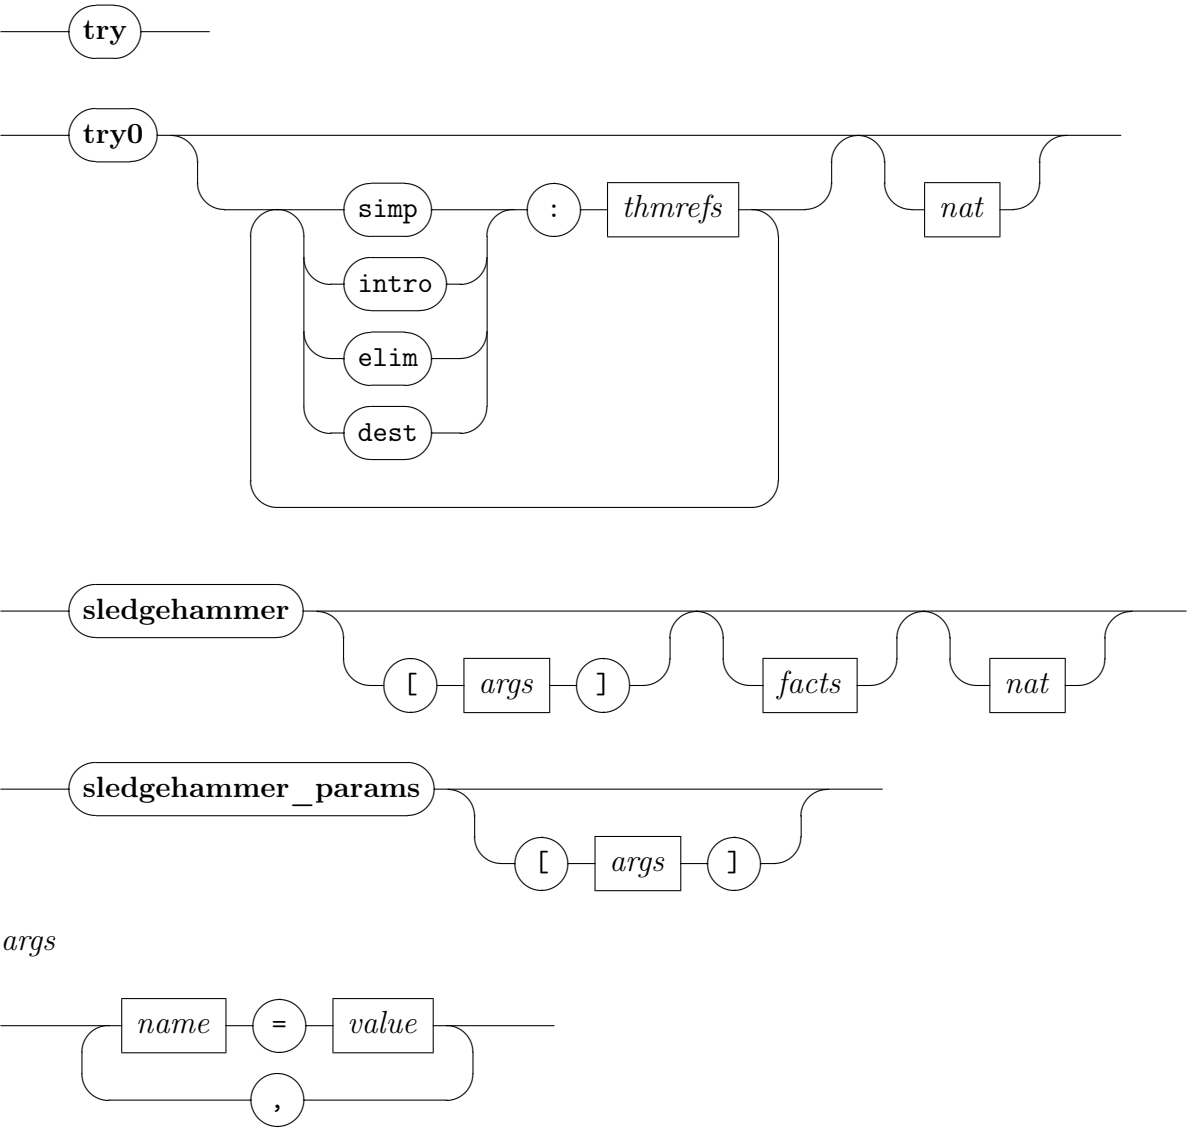 try
try0
simp : thmrefs nat
intro
elim
dest
sledgehammer
[ args ] facts nat
sledgehammer_params
[ args ]
args
name = value
,